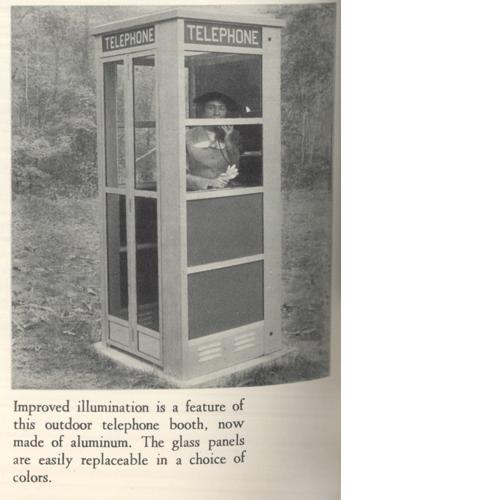 TELEPHONE
TELEPHONE
Improved illumination is a feature of
this outdoor telephone booth, now
made of aluminum. The glass panels
are easily replaceable in a choice of
colors.